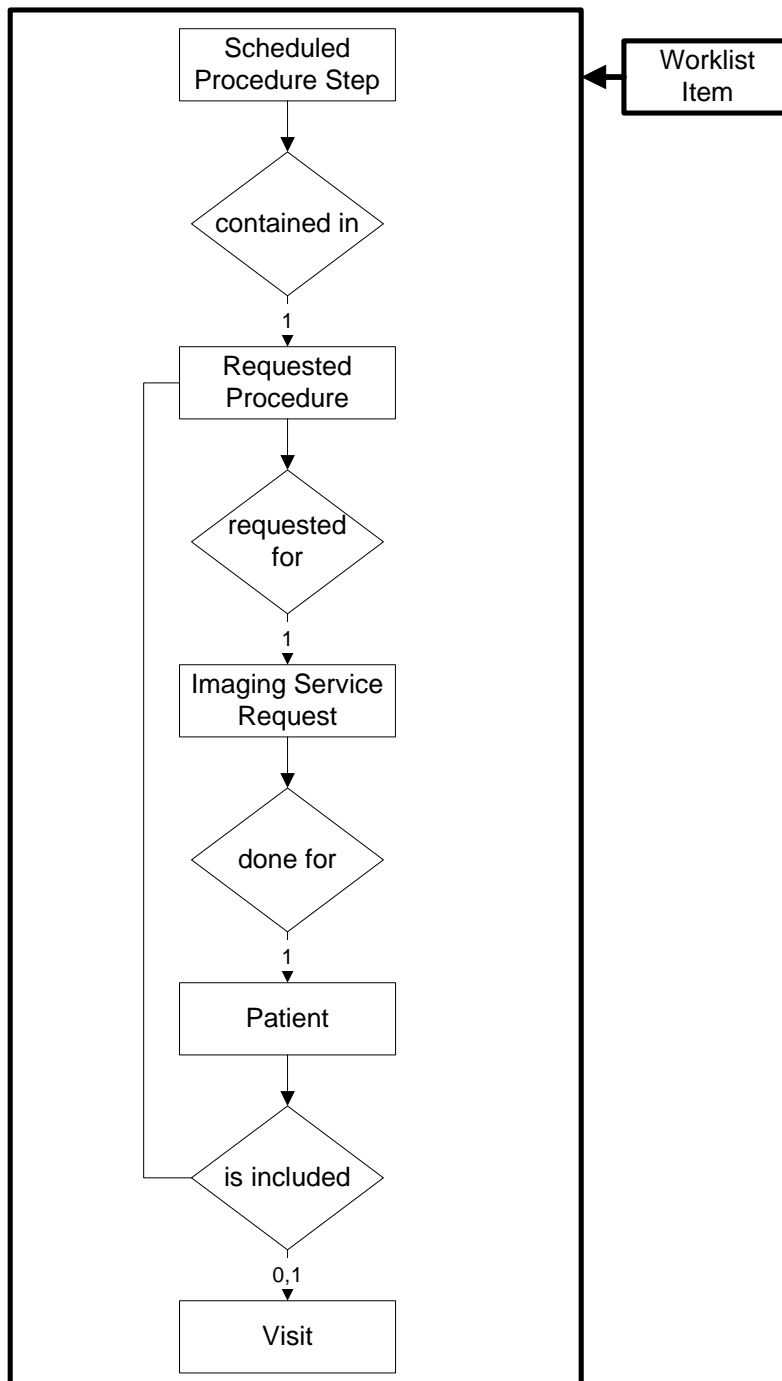 Scheduled
Procedure Step
Worklist
Item
contained in
1
Requested
Procedure
requested
for
1
Imaging Service
Request
done for
1
Patient
is included
0,1
Visit